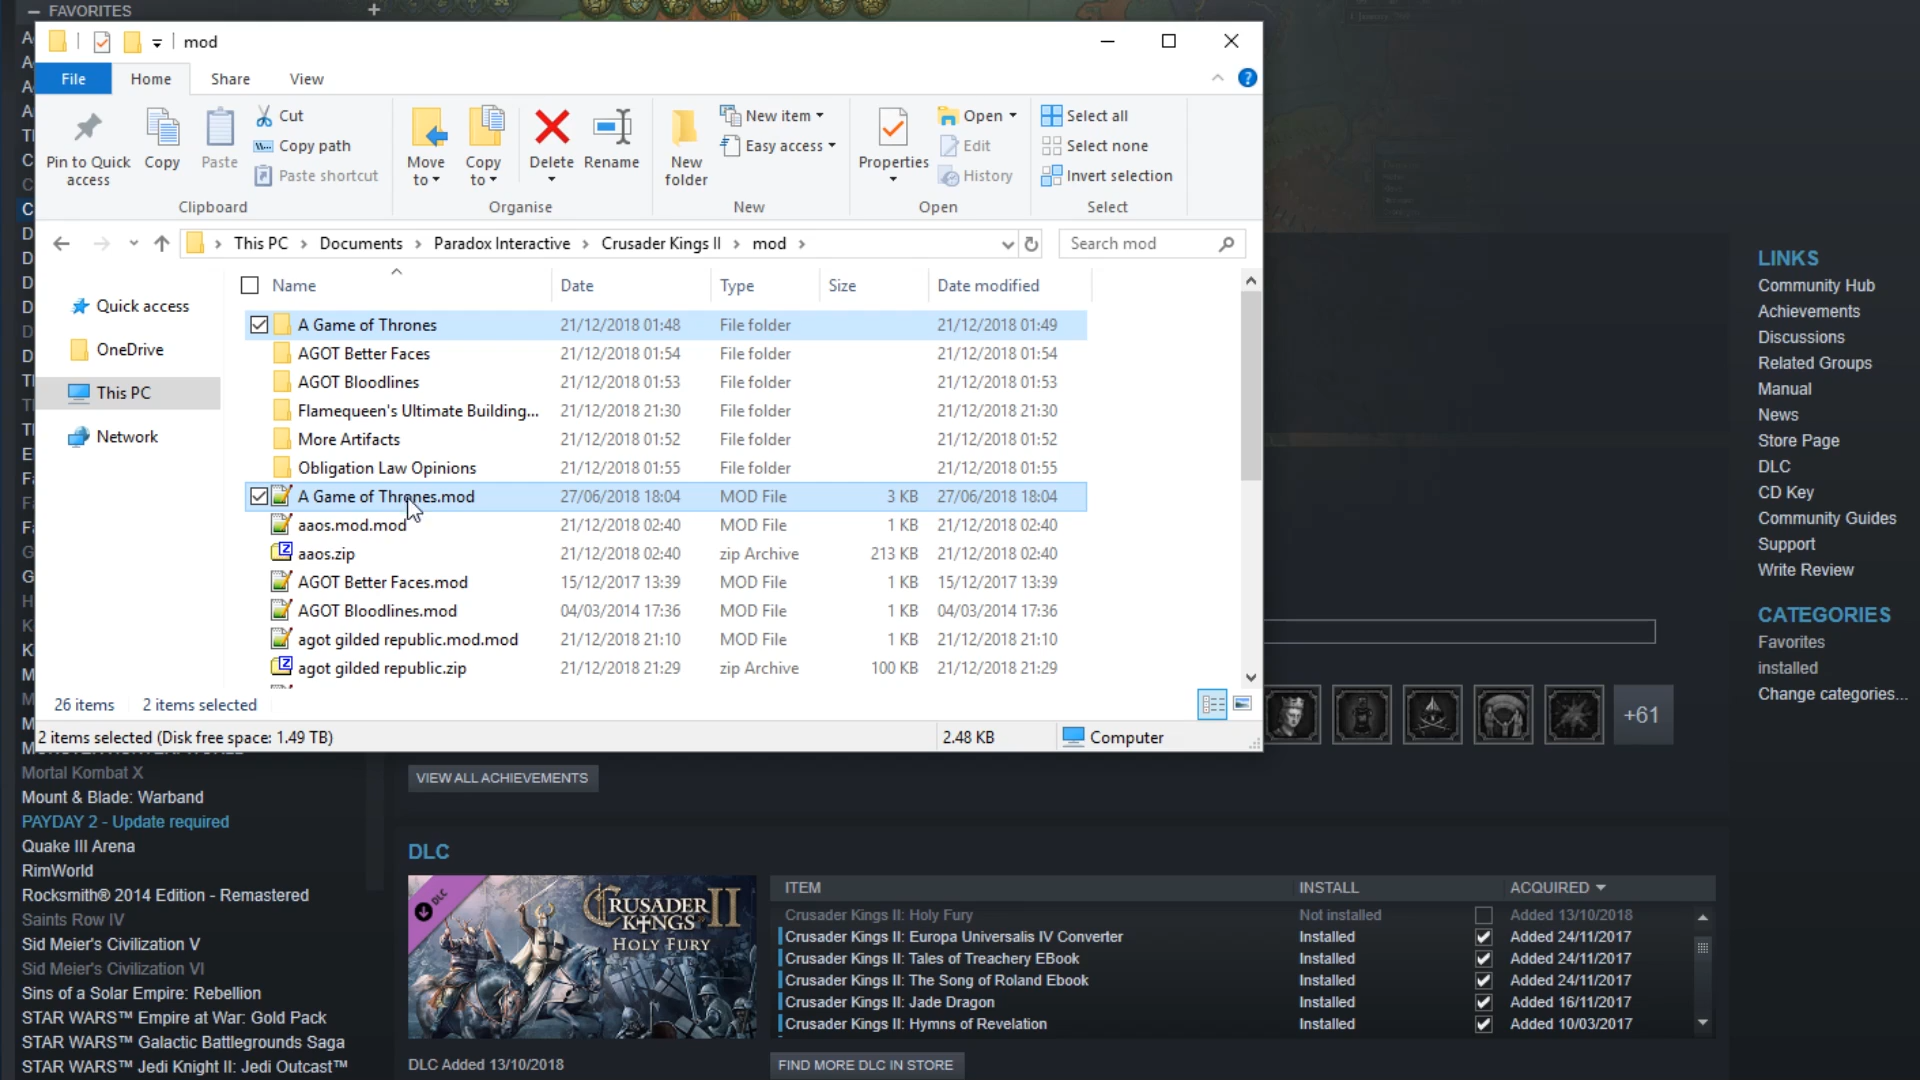 FAVORITES
mod
File
Home
Share
View
Pin to Quick access
Copy
Paste
Cut
Copy path
Paste shortcut
Clipboard
Move to
Copy to
Delete
Rename
Organise
New folder
New item
Easy access
New
Properties
Open
Edit
History
Open
Select all
Select none
Invert selection
Select
This PC > Documents > Paradox Interactive > Crusader Kings II > mod >
Search mod
Quick access
OneDrive
This PC
Network
Name Date Type Size Date modified
A Game of Thrones 21/12/2018 01:48 File folder 21/12/2018 01:49
AGOT Better Faces 21/12/2018 01:54 File folder 21/12/2018 01:54
AGOT Bloodlines 21/12/2018 01:53 File folder 21/12/2018 01:53
Flamequeen's Ultimate Building... 21/12/2018 21:30 File folder 21/12/2018 21:30
More Artifacts 21/12/2018 01:52 File folder 21/12/2018 01:52
Obligation Law Opinions 21/12/2018 01:55 File folder 21/12/2018 01:55
A Game of Thrones.mod 27/06/2018 18:04 MOD File 3 KB 27/06/2018 18:04
aaos.mod.mod 21/12/2018 02:40 MOD File 1 KB 21/12/2018 02:40
aaos.zip 21/12/2018 02:40 zip Archive 213 KB 21/12/2018 02:40
AGOT Better Faces.mod 15/12/2017 13:39 MOD File 1 KB 15/12/2017 13:39
AGOT Bloodlines.mod 04/03/2014 17:36 MOD File 1 KB 04/03/2014 17:36
agot gilded republic.mod.mod 21/12/2018 21:10 MOD File 1 KB 21/12/2018 21:10
agot gilded republic.zip 21/12/2018 21:29 zip Archive 100 KB 21/12/2018 21:29
26 items 2 items selected
2 items selected (Disk free space: 1.49 TB) 2.48 KB Computer
LINKS
Community Hub
Achievements
Discussions
Related Groups
Manual
News
Store Page
DLC
CD Key
Community Guides
Support
Write Review
CATEGORIES
Favorites
installed
Change categories...
+61
VIEW ALL ACHIEVEMENTS
Mortal Kombat X
Mount & Blade: Warband
PAYDAY 2 - Update required
Quake III Arena
RimWorld
Rocksmith® 2014 Edition - Remastered
Saints Row IV
Sid Meier's Civilization V
Sid Meier's Civilization VI
Sins of a Solar Empire: Rebellion
STAR WARS™ Empire at War: Gold Pack
STAR WARS™ Galactic Battlegrounds Saga
STAR WARS™ Jedi Knight II: Jedi Outcast™
DLC
DLC
CRUSADER KINGS II
HOLY FURY
DLC Added 13/10/2018
ITEM INSTALL ACQUIRED
Crusader Kings II: Holy Fury Not installed Added 13/10/2018
Crusader Kings II: Europa Universalis IV Converter Installed Added 24/11/2017
Crusader Kings II: Tales of Treachery EBook Installed Added 24/11/2017
Crusader Kings II: The Song of Roland Ebook Installed Added 24/11/2017
Crusader Kings II: Jade Dragon Installed Added 16/11/2017
Crusader Kings II: Hymns of Revelation Installed Added 10/03/2017
FIND MORE DLC IN STORE